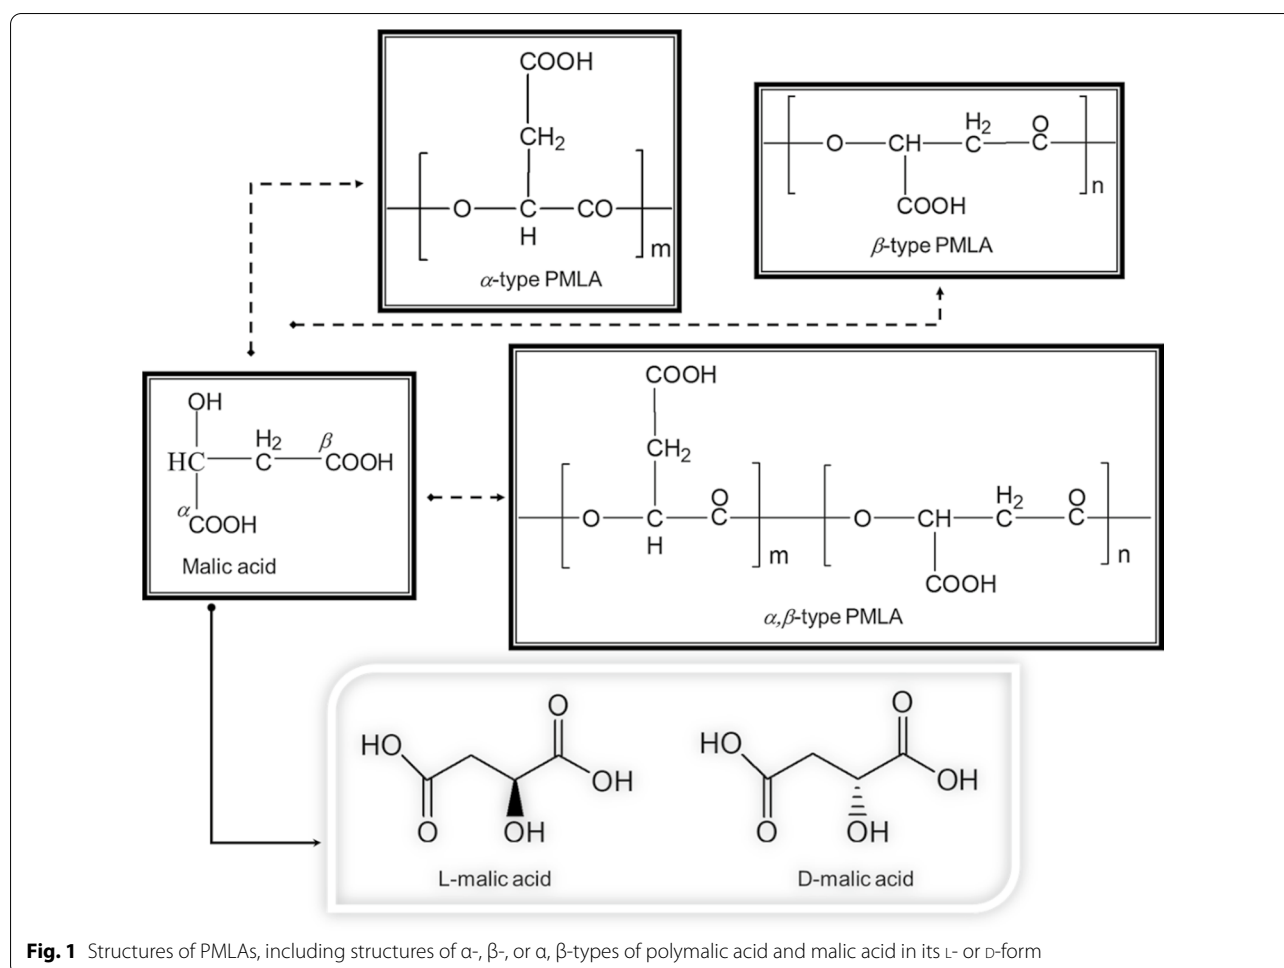 COOH
CH2
O C CO
H
m
α-type PMLA
H2 O
O CH C C
n
COOH
β-type PMLA
OH
H2 β
HC C COOH
α
COOH
Malic acid
COOH
CH2
O H2 O
O C C O CH C C
H
m n
COOH
α,β-type PMLA
O O
HO HO
OH OH
O OH O OH
L-malic acid D-malic acid
Fig. 1 Structures of PMLAs, including structures of α-, β-, or α, β-types of polymalic acid and malic acid in its L- or D-form